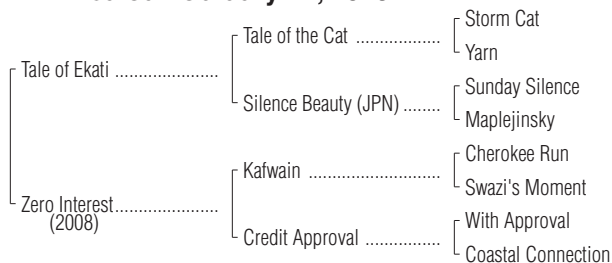 Storm Cat
Tale of the Cat ..................
Yarn
Tale of Ekati ......................
Sunday Silence
Silence Beauty (JPN) ........
Maplejinsky
Cherokee Run
Kafwain ............................
Swazi's Moment
Zero Interest......................
(2008)
With Approval
Credit Approval ................
Coastal Connection